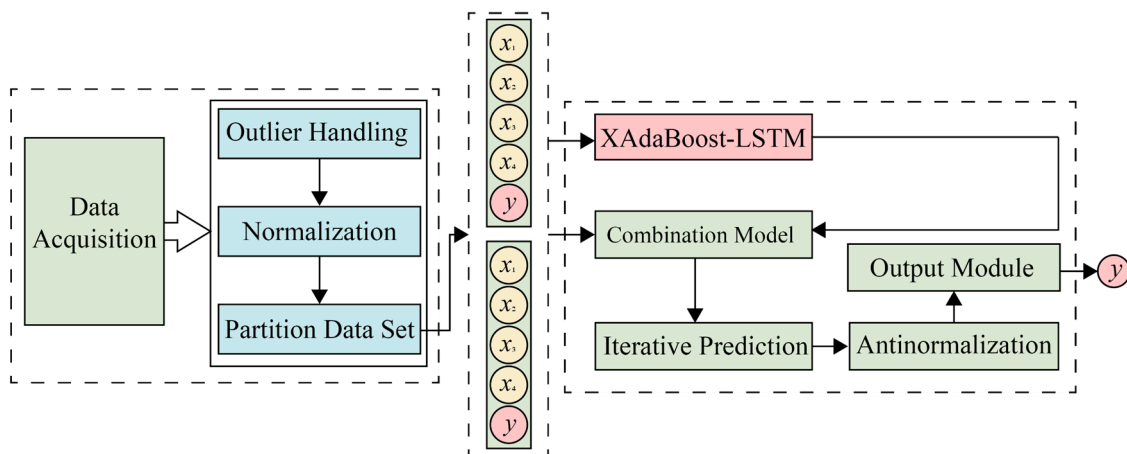 Data
Acquisition
Outlier Handling
Normalization
Partition Data Set
x₁
x₂
x₃
x₄
y
x₁
x₂
x₃
x₄
y
XAdaBoost-LSTM
Combination Model
Iterative Prediction
Antinormalization
Output Module
y